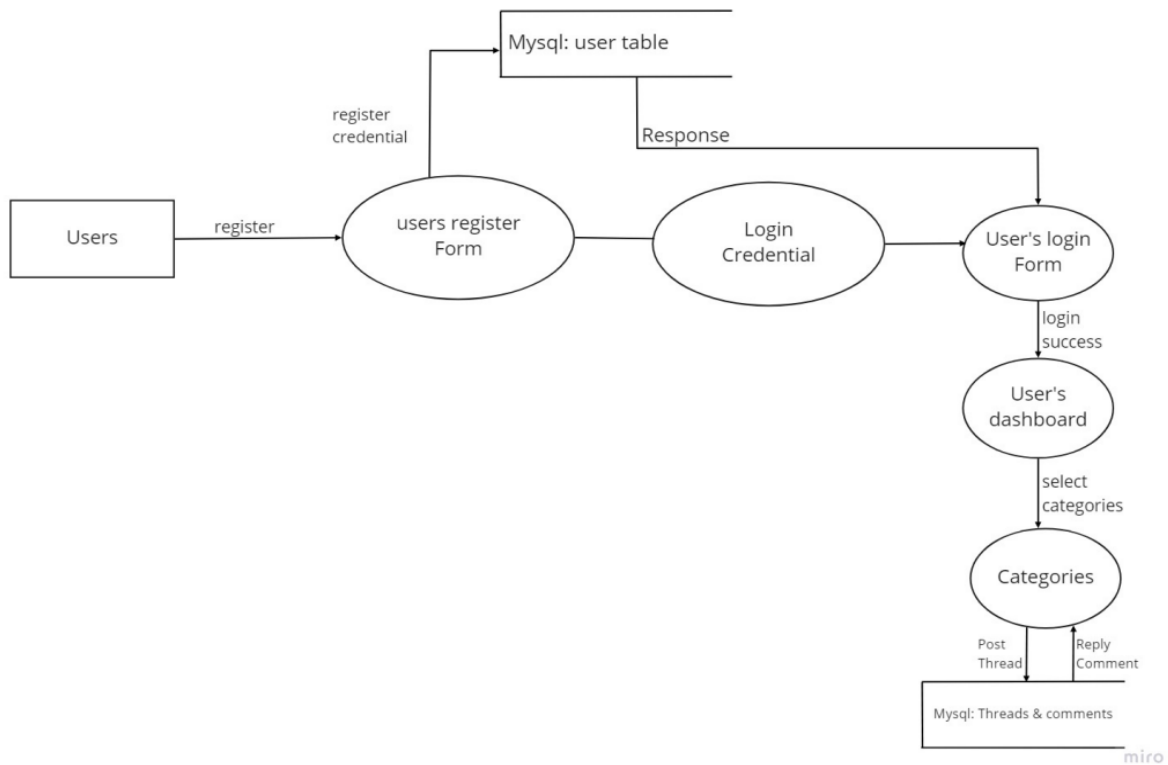 Mysql: user table
register
credential
Response
Users
register
users register
Form
Login
Credential
User's login
Form
login
success
User's
dashboard
select
categories
Categories
Post
Thread
Reply
Comment
Mysql: Threads & comments
miro